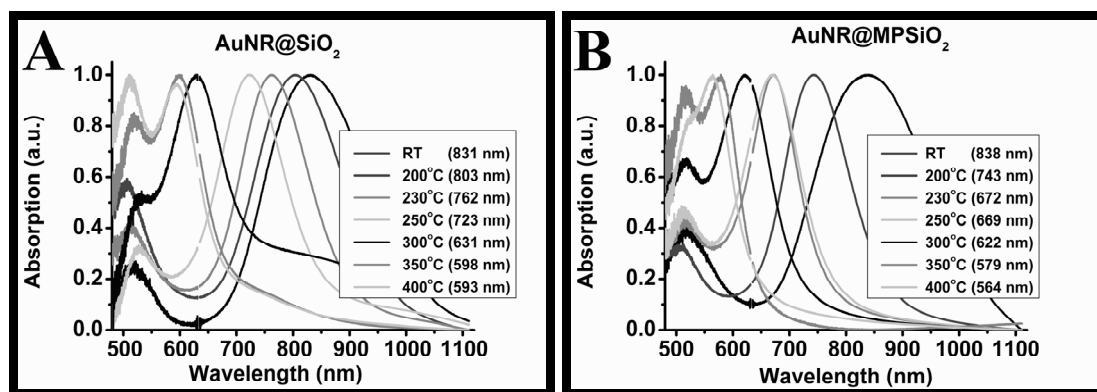 A
AuNR@SiO₂
Absorption (a.u.)
1.0
0.8
0.6
0.4
0.2
0.0
RT (831 nm)
200°C (803 nm)
230°C (762 nm)
250°C (723 nm)
300°C (631 nm)
350°C (598 nm)
400°C (593 nm)
500 600 700 800 900 1000 1100
Wavelength (nm)
B
AuNR@MPSiO₂
Absorption (a.u.)
1.0
0.8
0.6
0.4
0.2
0.0
RT (838 nm)
200°C (743 nm)
230°C (672 nm)
250°C (669 nm)
300°C (622 nm)
350°C (579 nm)
400°C (564 nm)
500 600 700 800 900 1000 1100
Wavelength (nm)